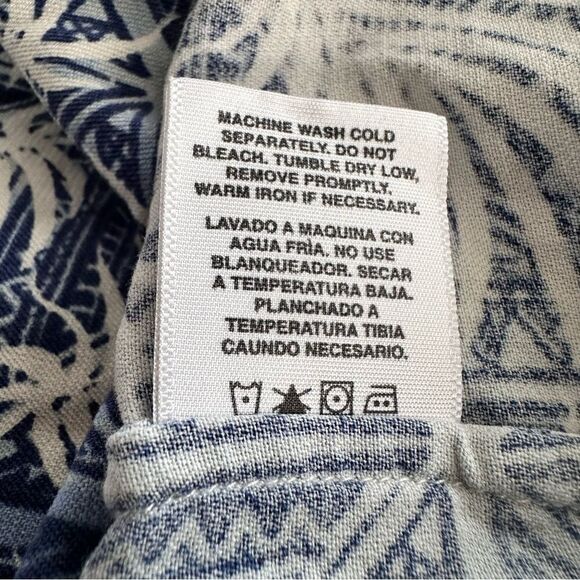 MACHINE WASH COLD
SEPARATELY. DO NOT
BLEACH. TUMBLE DRY LOW,
REMOVE PROMPTLY.
WARM IRON IF NECESSARY.
LAVADO A MAQUINA CON
AGUA FRÌA. NO USE
BLANQUEADOR. SECAR
A TEMPERATURA BAJA.
PLANCHADO A
TEMPERATURA TIBIA
CAUNDO NECESARIO.